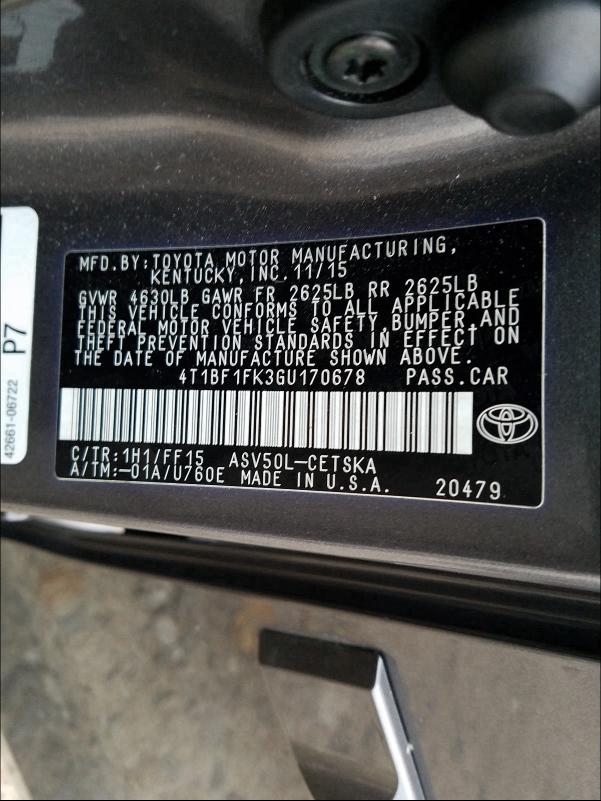 MFD.BY:TOYOTA MOTOR MANUFACTURING,
KENTUCKY,INC.11/15
GVWR 4630LB GAWR FR 2625LB RR 2625LB
THIS VEHICLE CONFORMS TO ALL APPLICABLE
FEDERAL MOTOR VEHICLE SAFETY,BUMPER,AND
THEFT PREVENTION STANDARDS IN EFFECT ON
THE DATE OF MANUFACTURE SHOWN ABOVE.
4T1BF1FK3GU170678 PASS.CAR
C/TR:1H1/FF15 ASV50L-CETSKA
A/TM:-01A/U760E MADE IN U.S.A. 20479
P7
42661-06722